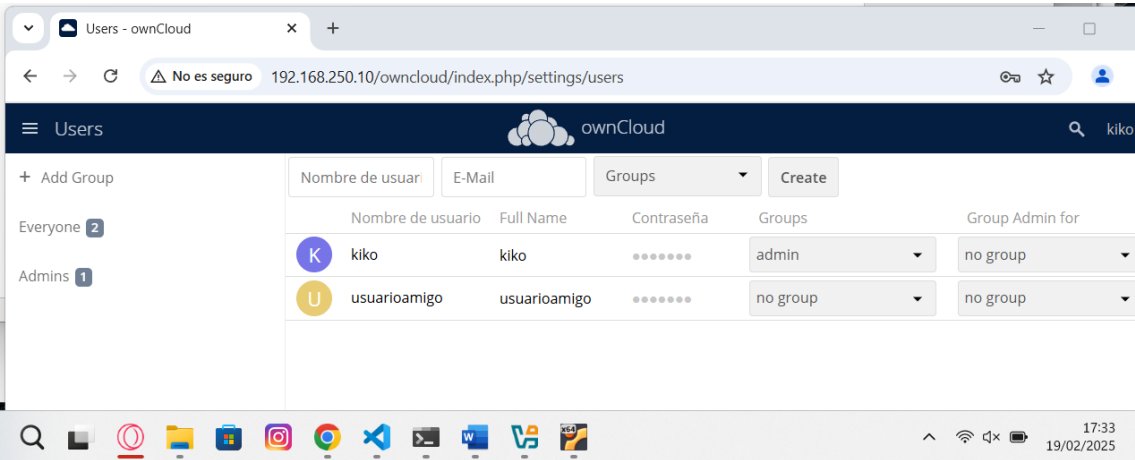 Users - ownCloud
No es seguro 192.168.250.10/owncloud/index.php/settings/users
Users ownCloud kiko
+ Add Group
Everyone 2
Admins 1
Nombre de usuari E-Mail Groups Create
Nombre de usuario Full Name Contraseña Groups Group Admin for
K kiko kiko admin no group
U usuarioamigo usuarioamigo no group no group
x64
17:33
19/02/2025